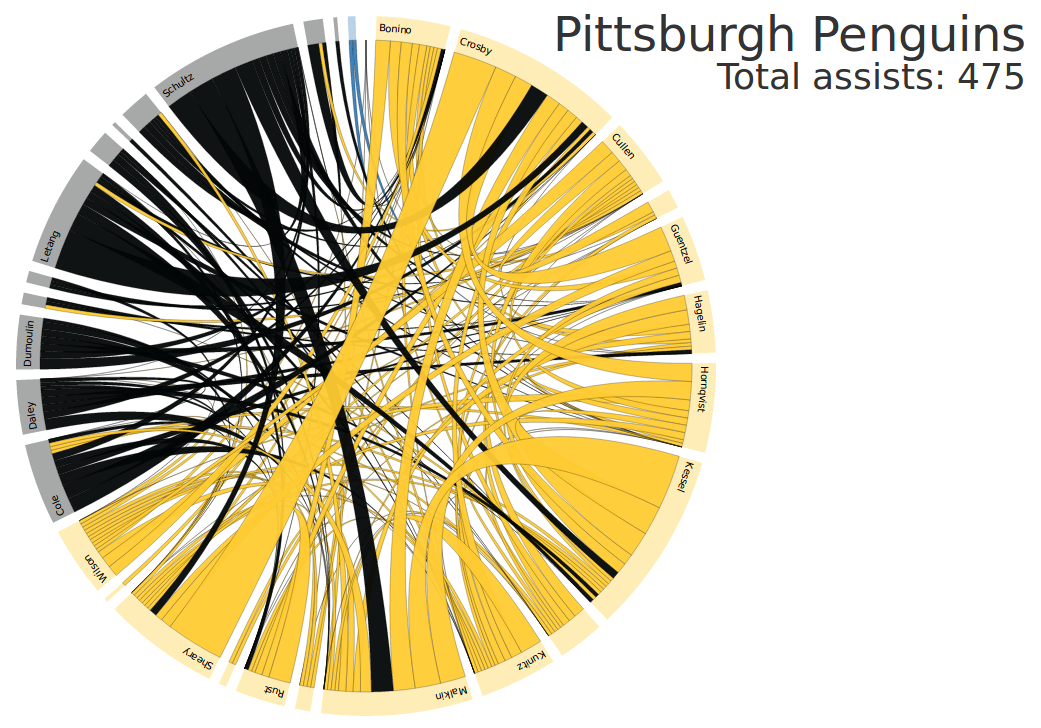 Pittsburgh Penguins
Total assists: 475
Bonino
Crosby
Cullen
Guentzel
Hagelin
Hornqvist
Kessel
Kunitz
Malkin
Rust
Sheary
Wilson
Cole
Daley
Dumoulin
Letang
Schultz